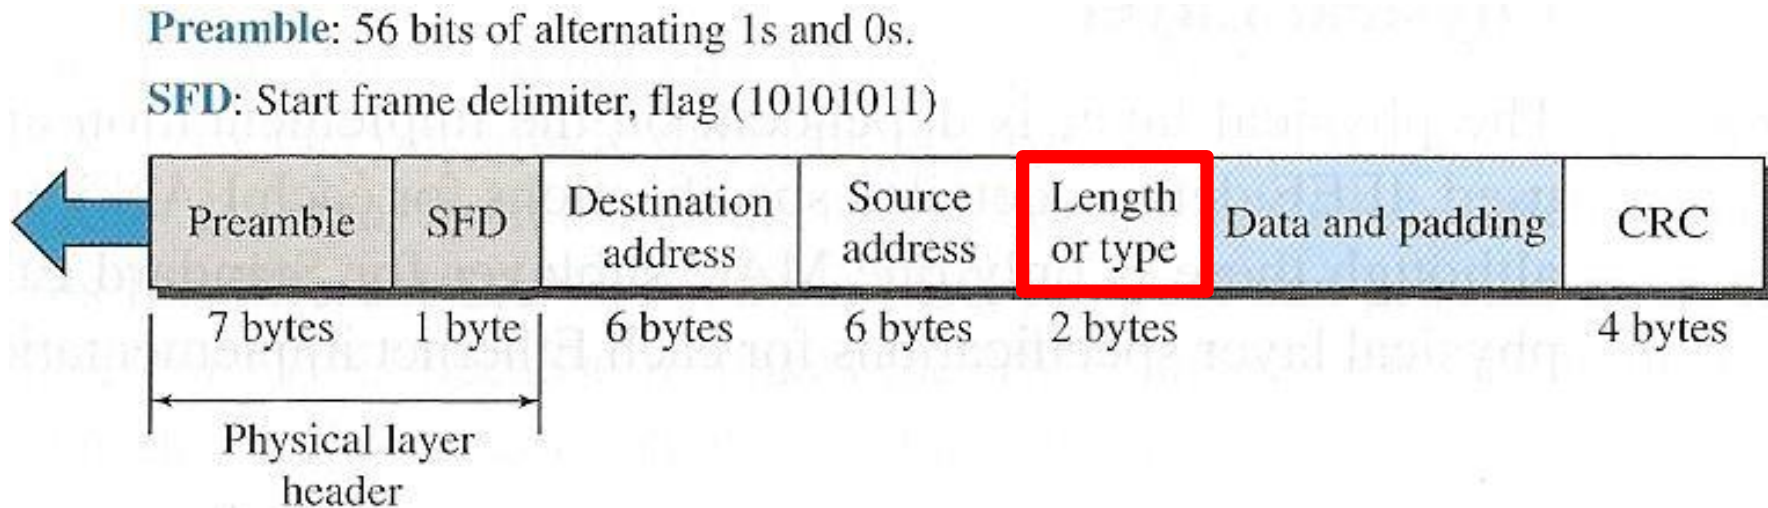 Preamble: 56 bits of alternating 1s and 0s.
SFD: Start frame delimiter, flag (10101011)
Preamble
SFD
Destination
address
Source
address
Length
or type
Data and padding
CRC
7 bytes
1 byte
6 bytes
6 bytes
2 bytes
4 bytes
Physical layer
header